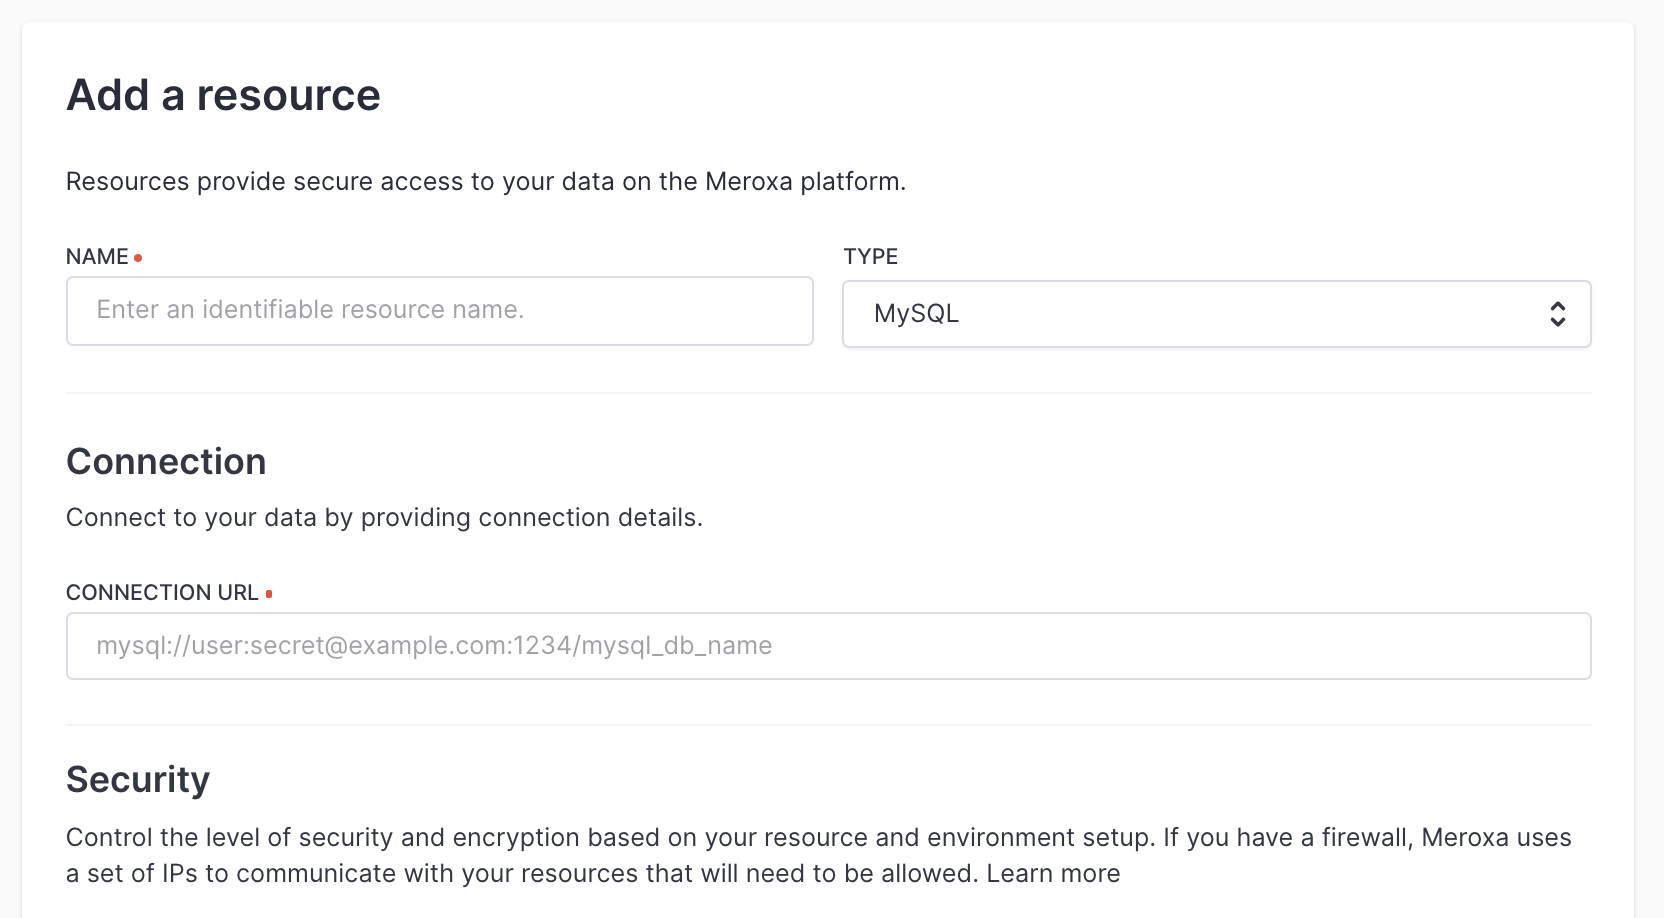 Add a resource
Resources provide secure access to your data on the Meroxa platform.
NAME
Enter an identifiable resource name.
TYPE
MySQL
Connection
Connect to your data by providing connection details.
CONNECTION URL
mysql://user:secret@example.com:1234/mysql_db_name
Security
Control the level of security and encryption based on your resource and environment setup. If you have a firewall, Meroxa uses
a set of IPs to communicate with your resources that will need to be allowed. Learn more